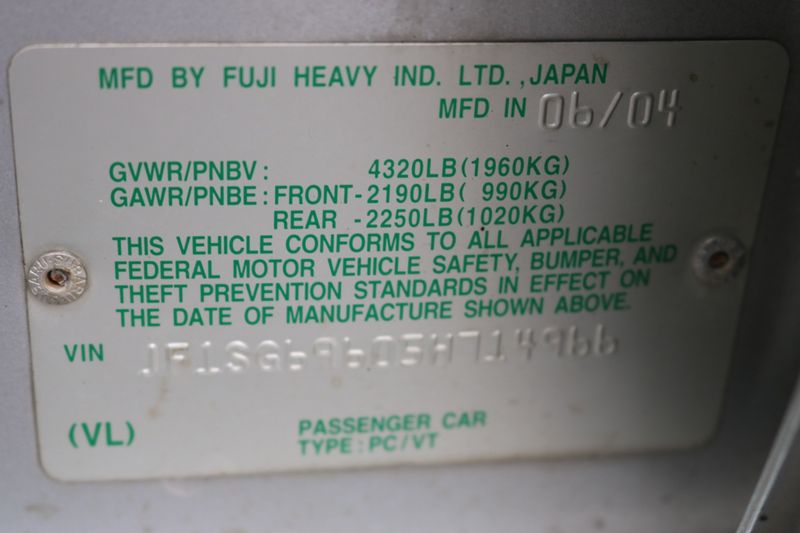 MFD BY FUJI HEAVY IND. LTD., JAPAN
MFD IN 06/04
GVWR/PNBV: 4320LB(1960KG)
GAWR/PNBE: FRONT-2190LB( 990KG)
REAR -2250LB(1020KG)
THIS VEHICLE CONFORMS TO ALL APPLICABLE
FEDERAL MOTOR VEHICLE SAFETY, BUMPER, AND
THEFT PREVENTION STANDARDS IN EFFECT ON
THE DATE OF MANUFACTURE SHOWN ABOVE.
VIN JF1SG69605H714966
(VL) PASSENGER CAR
TYPE: PC/VT